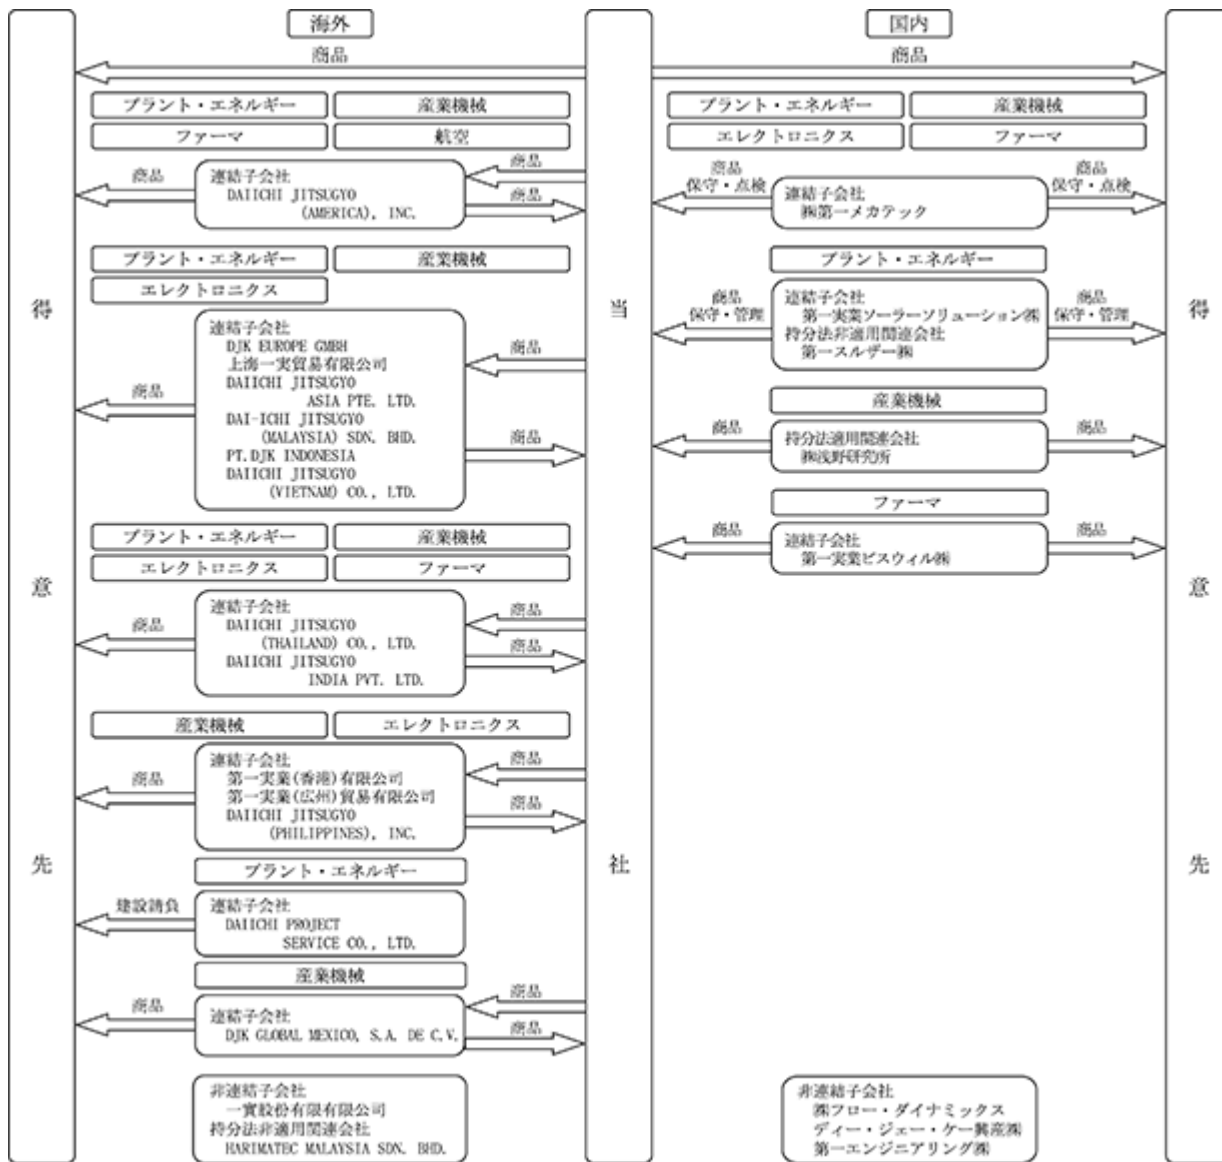 海外
国内
得意先
当社
得意先
商品
商品
プラント・エネルギー
産業機械
ファーマ
航空
商品
連結子会社
DAIICHI JITSUGYO
(AMERICA), INC.
商品
商品
プラント・エネルギー
産業機械
エレクトロニクス
商品
連結子会社
DJK EUROPE GMBH
上海一実貿易有限公司
DAIICHI JITSUGYO
ASIA PTE. LTD.
DAI-ICHI JITSUGYO
(MALAYSIA) SDN. BHD.
PT.DJK INDONESIA
DAIICHI JITSUGYO
(VIETNAM) CO., LTD.
商品
商品
プラント・エネルギー
産業機械
エレクトロニクス
ファーマ
商品
連結子会社
DAIICHI JITSUGYO
(THAILAND) CO., LTD.
DAIICHI JITSUGYO
INDIA PVT. LTD.
商品
商品
産業機械
エレクトロニクス
商品
連結子会社
第一実業(香港)有限公司
第一実業(広州)貿易有限公司
DAIICHI JITSUGYO
(PHILIPPINES), INC.
商品
商品
プラント・エネルギー
建設請負
連結子会社
DAIICHI PROJECT
SERVICE CO., LTD.
産業機械
商品
連結子会社
DJK GLOBAL MEXICO, S.A. DE C.V.
商品
商品
非連結子会社
一實股份有限有限公司
持分法非適用関連会社
HARIMATEC MALAYSIA SDN. BHD.
プラント・エネルギー
産業機械
エレクトロニクス
ファーマ
商品
保守・点検
連結子会社
㈱第一メカテック
商品
保守・点検
プラント・エネルギー
商品
保守・管理
連結子会社
第一実業ソーラーソリューション㈱
持分法非適用関連会社
第一スルザー㈱
商品
保守・管理
産業機械
商品
持分法適用関連会社
㈱浅野研究所
商品
ファーマ
商品
連結子会社
第一実業ビスウィル㈱
商品
非連結子会社
㈱フロー・ダイナミックス
ディー・ジェー・ケー興産㈱
第一エンジニアリング㈱